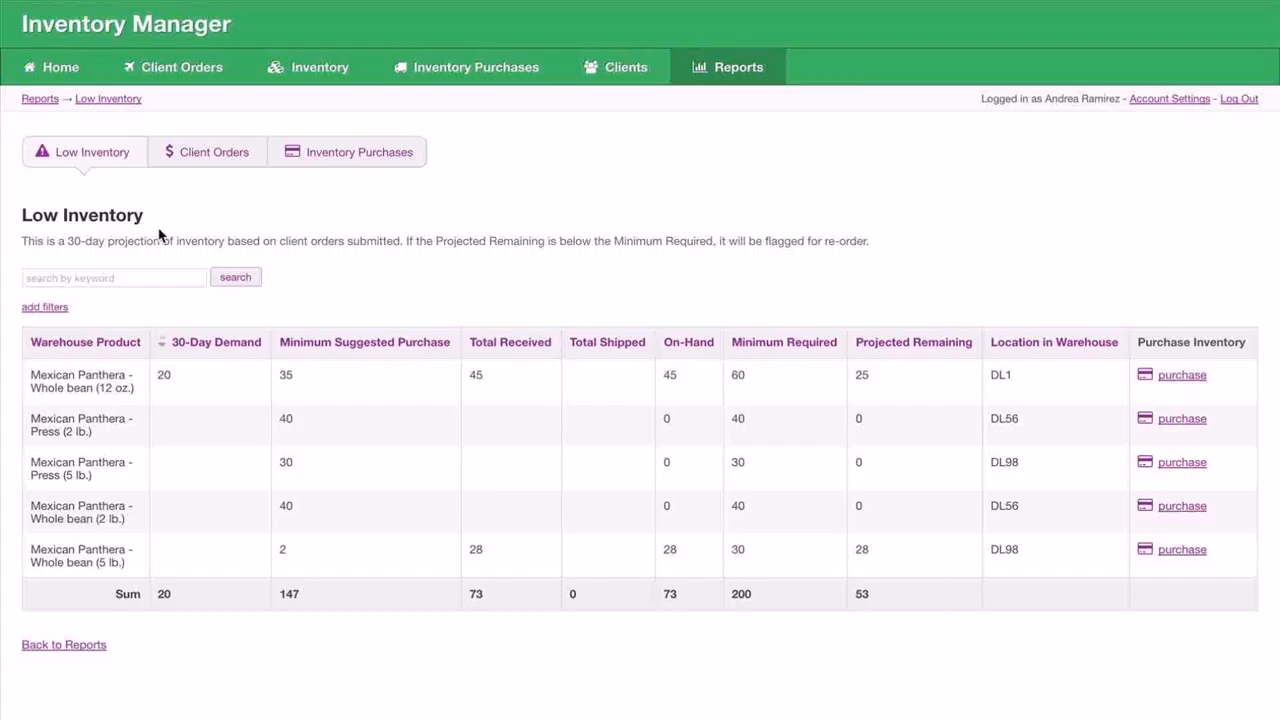 Inventory Manager
Home Client Orders Inventory Inventory Purchases Clients Reports
Reports → Low Inventory Logged in as Andrea Ramirez - Account Settings - Log Out
Low Inventory Client Orders Inventory Purchases
Low Inventory
This is a 30-day projection of inventory based on client orders submitted. If the Projected Remaining is below the Minimum Required, it will be flagged for re-order.
search by keyword search
add filters
Warehouse Product 30-Day Demand Minimum Suggested Purchase Total Received Total Shipped On-Hand Minimum Required Projected Remaining Location in Warehouse Purchase Inventory
Mexican Panthera - 20 35 45 45 60 25 DL1 purchase
Whole bean (12 oz.)
Mexican Panthera - 40 0 40 0 DL56 purchase
Press (2 lb.)
Mexican Panthera - 30 0 30 0 DL98 purchase
Press (5 lb.)
Mexican Panthera - 40 0 40 0 DL56 purchase
Whole bean (2 lb.)
Mexican Panthera - 2 28 28 30 28 DL98 purchase
Whole bean (5 lb.)
Sum 20 147 73 0 73 200 53
Back to Reports